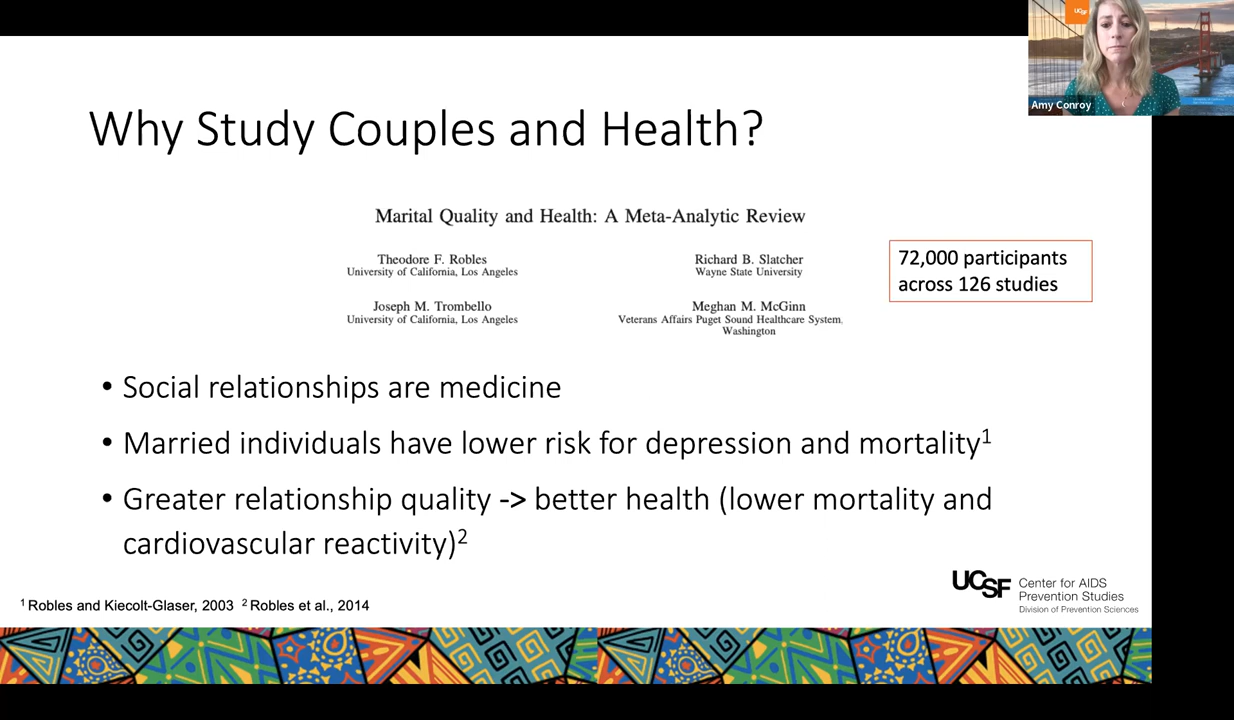 UCSF
Amy Conroy
Why Study Couples and Health?
Marital Quality and Health: A Meta-Analytic Review
Theodore F. Robles
University of California, Los Angeles
Richard B. Slatcher
Wayne State University
Joseph M. Trombello
University of California, Los Angeles
Meghan M. McGinn
Veterans Affairs Puget Sound Healthcare System,
Washington
72,000 participants
across 126 studies
• Social relationships are medicine
• Married individuals have lower risk for depression and mortality¹
• Greater relationship quality -> better health (lower mortality and
cardiovascular reactivity)²
¹ Robles and Kiecolt-Glaser, 2003 ² Robles et al., 2014
UCSF
Center for AIDS
Prevention Studies
Division of Prevention Sciences